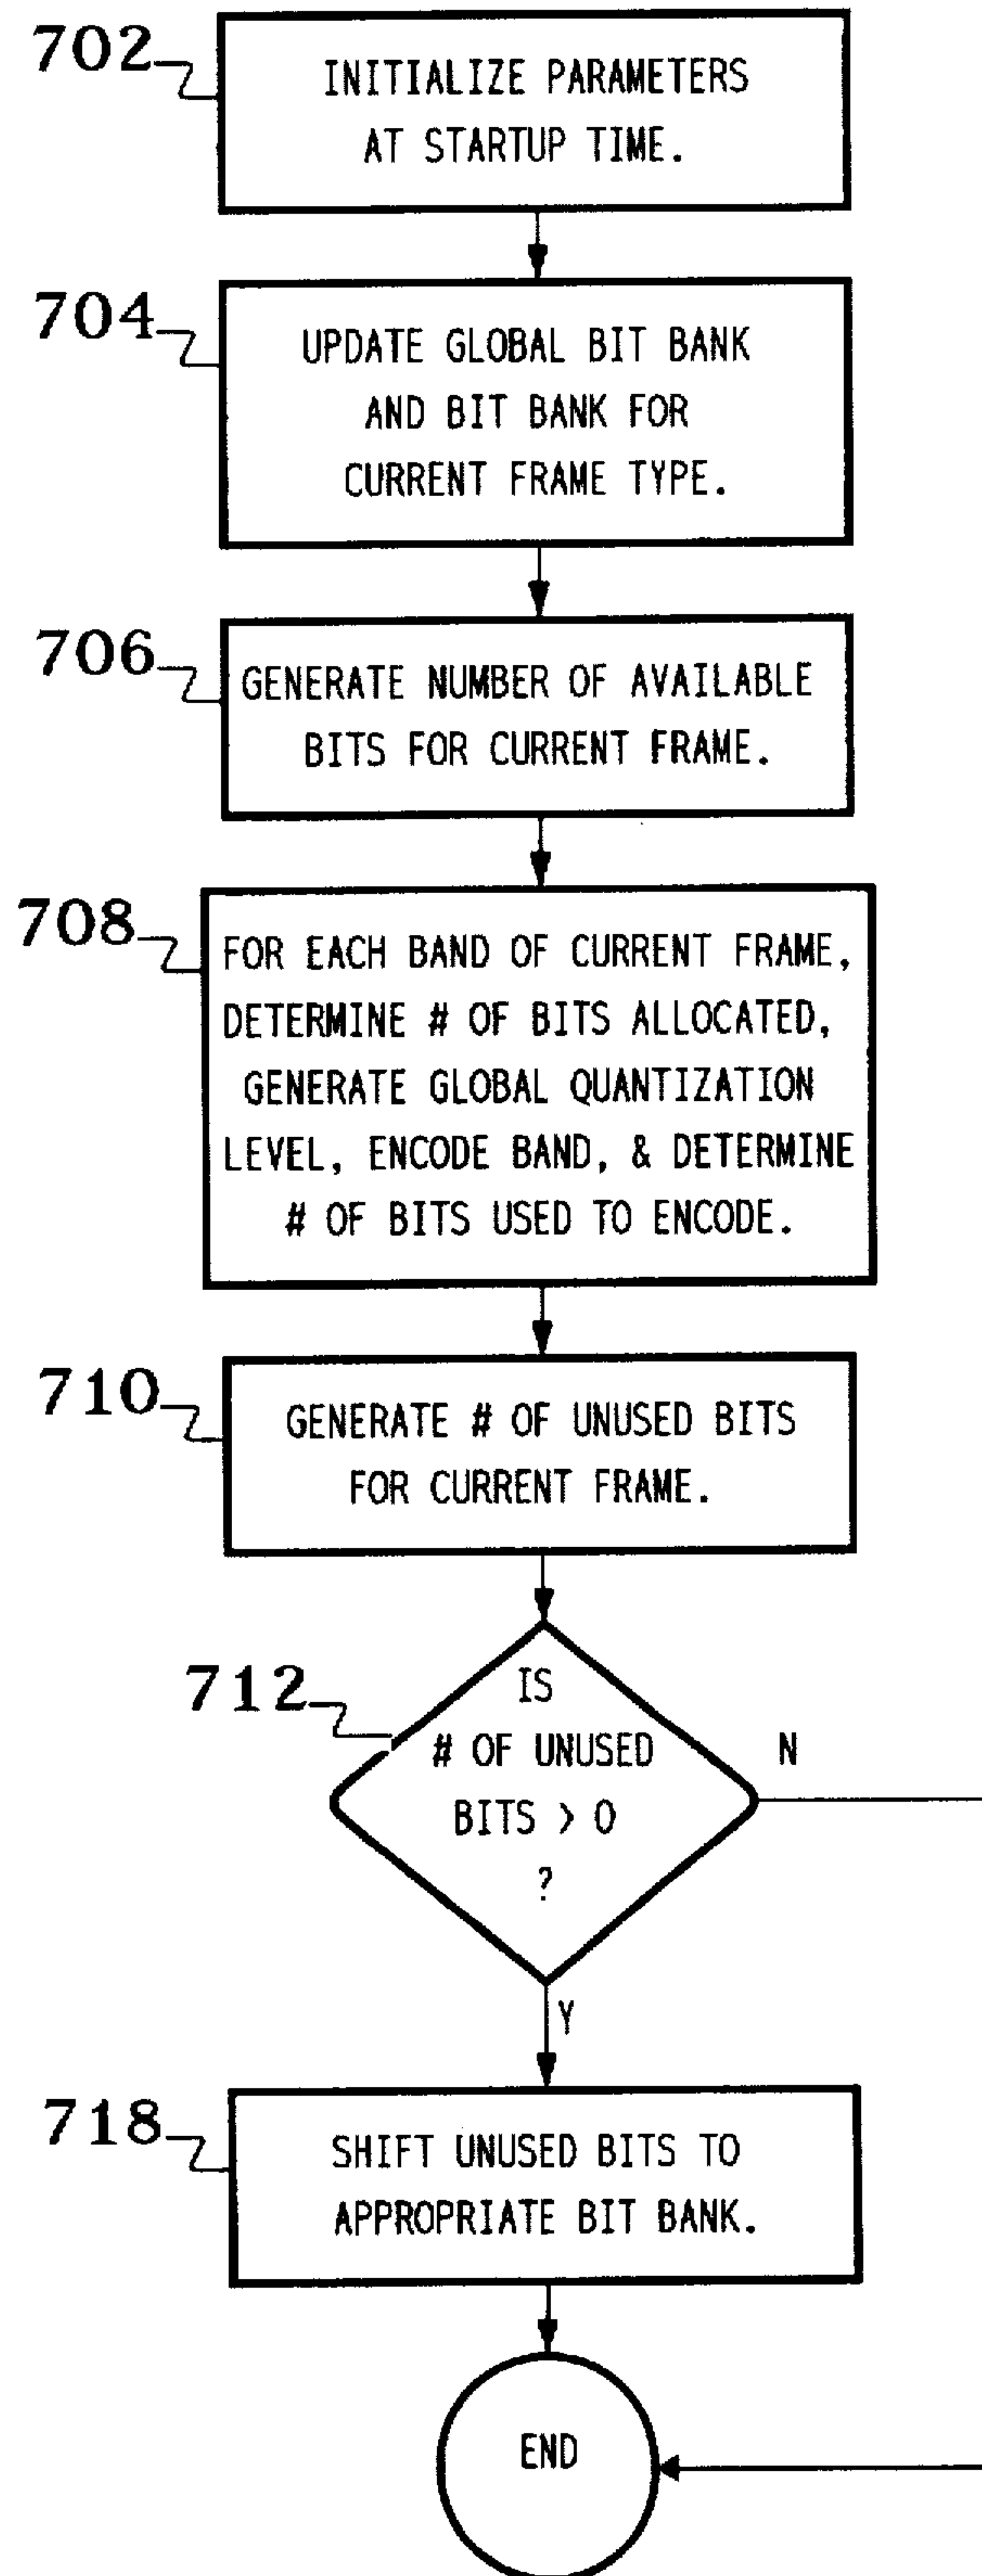 702
INITIALIZE PARAMETERS
AT STARTUP TIME.
704
UPDATE GLOBAL BIT BANK
AND BIT BANK FOR
CURRENT FRAME TYPE.
706
GENERATE NUMBER OF AVAILABLE
BITS FOR CURRENT FRAME.
708
FOR EACH BAND OF CURRENT FRAME,
DETERMINE # OF BITS ALLOCATED,
GENERATE GLOBAL QUANTIZATION
LEVEL, ENCODE BAND, & DETERMINE
# OF BITS USED TO ENCODE.
710
GENERATE # OF UNUSED BITS
FOR CURRENT FRAME.
712
IS
# OF UNUSED
BITS > 0
?
N
Y
718
SHIFT UNUSED BITS TO
APPROPRIATE BIT BANK.
END